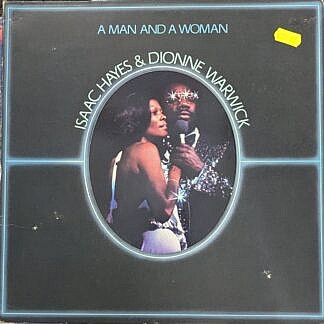 A MAN AND A WOMAN
ISAAC HAYES & DIONNE WARWICK